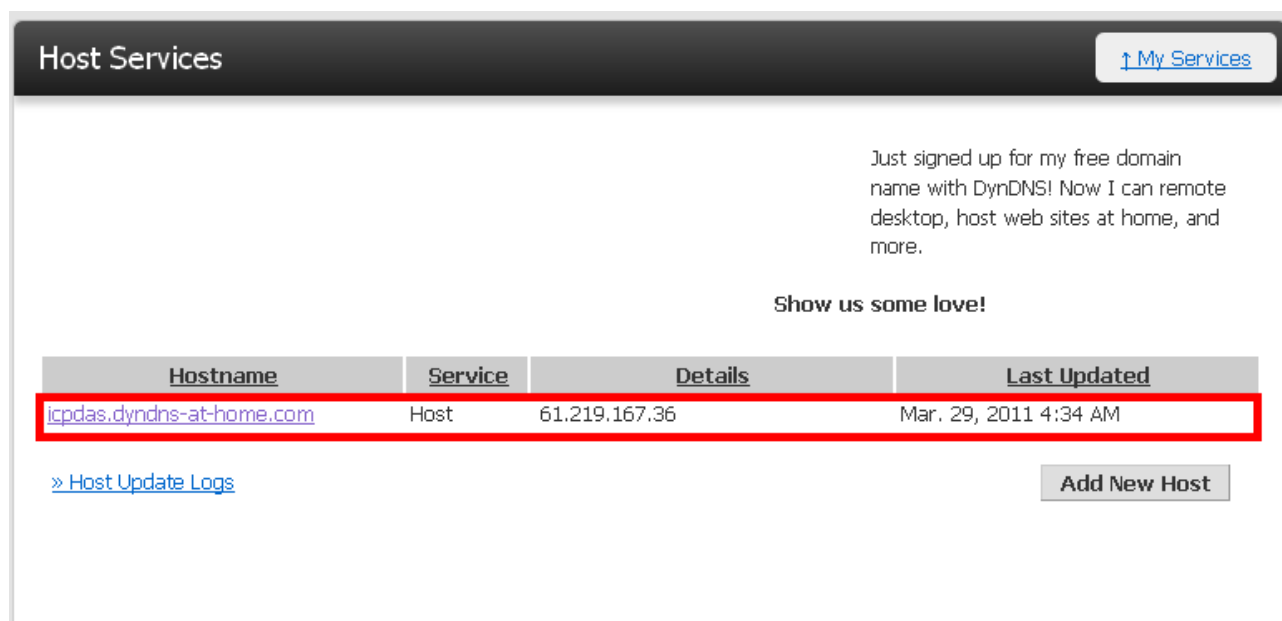 Host Services
↑ My Services
Just signed up for my free domain
name with DynDNS! Now I can remote
desktop, host web sites at home, and
more.
Show us some love!
Hostname Service Details Last Updated
icpdas.dyndns-at-home.com Host 61.219.167.36 Mar. 29, 2011 4:34 AM
» Host Update Logs Add New Host